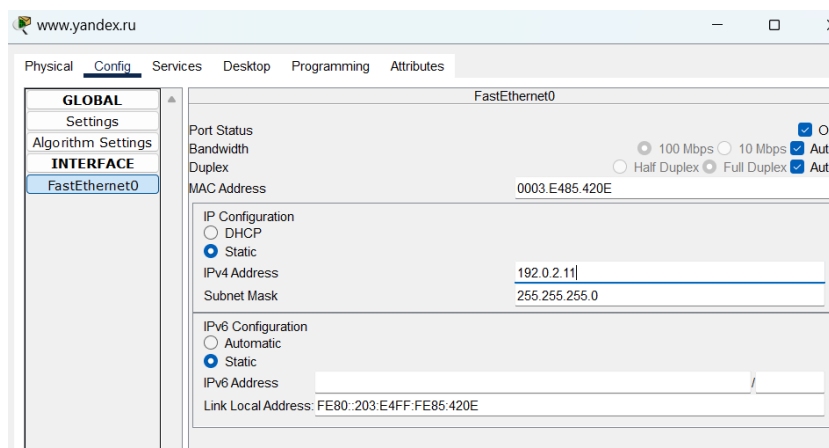 www.yandex.ru
Physical Config Services Desktop Programming Attributes
GLOBAL
Settings
Algorithm Settings
INTERFACE
FastEthernet0
FastEthernet0
Port Status
Bandwidth 100 Mbps 10 Mbps Aut
Duplex Half Duplex Full Duplex Aut
MAC Address 0003.E485.420E
IP Configuration
DHCP
Static
IPv4 Address 192.0.2.11
Subnet Mask 255.255.255.0
IPv6 Configuration
Automatic
Static
IPv6 Address /
Link Local Address: FE80::203:E4FF:FE85:420E